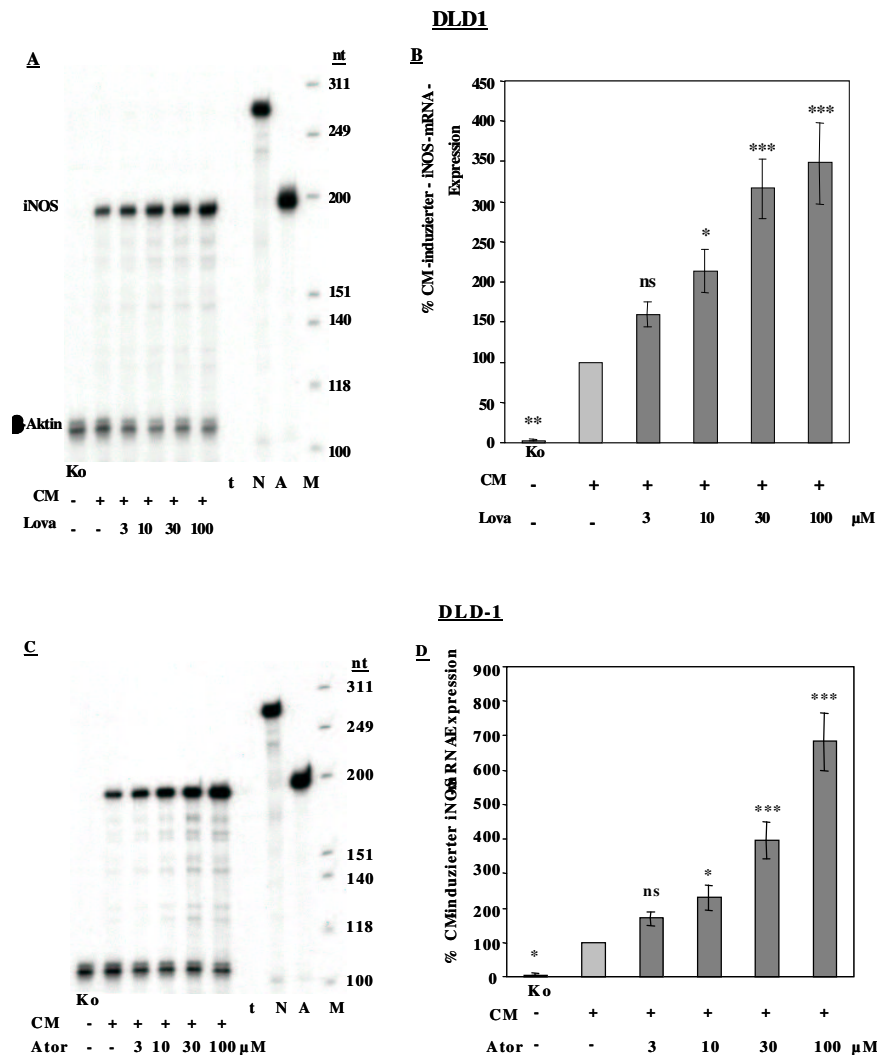 DLD1
A
nt
311
249
iNOS
200
151
140
118
Aktin
100
Ko
t N A M
CM - + + + + +
Lova - - 3 10 30 100
B
% CM-induzierter - iNOS-mRNA-
Expression
450
400
350
300
250
200
150
100
50
0
**
ns
*
***
***
Ko
CM - + + + + +
Lova - - 3 10 30 100 µM
DLD-1
C
nt
311
249
200
151
140
118
100
Ko
t N A M
CM - + + + + +
Ator - - 3 10 30 100 µM
D
% CMinduzierter iNOSmRNAExpression
900
800
700
600
500
400
300
200
100
0
*
ns
*
***
***
Ko
CM - + + + + +
Ator - - 3 10 30 100 µM